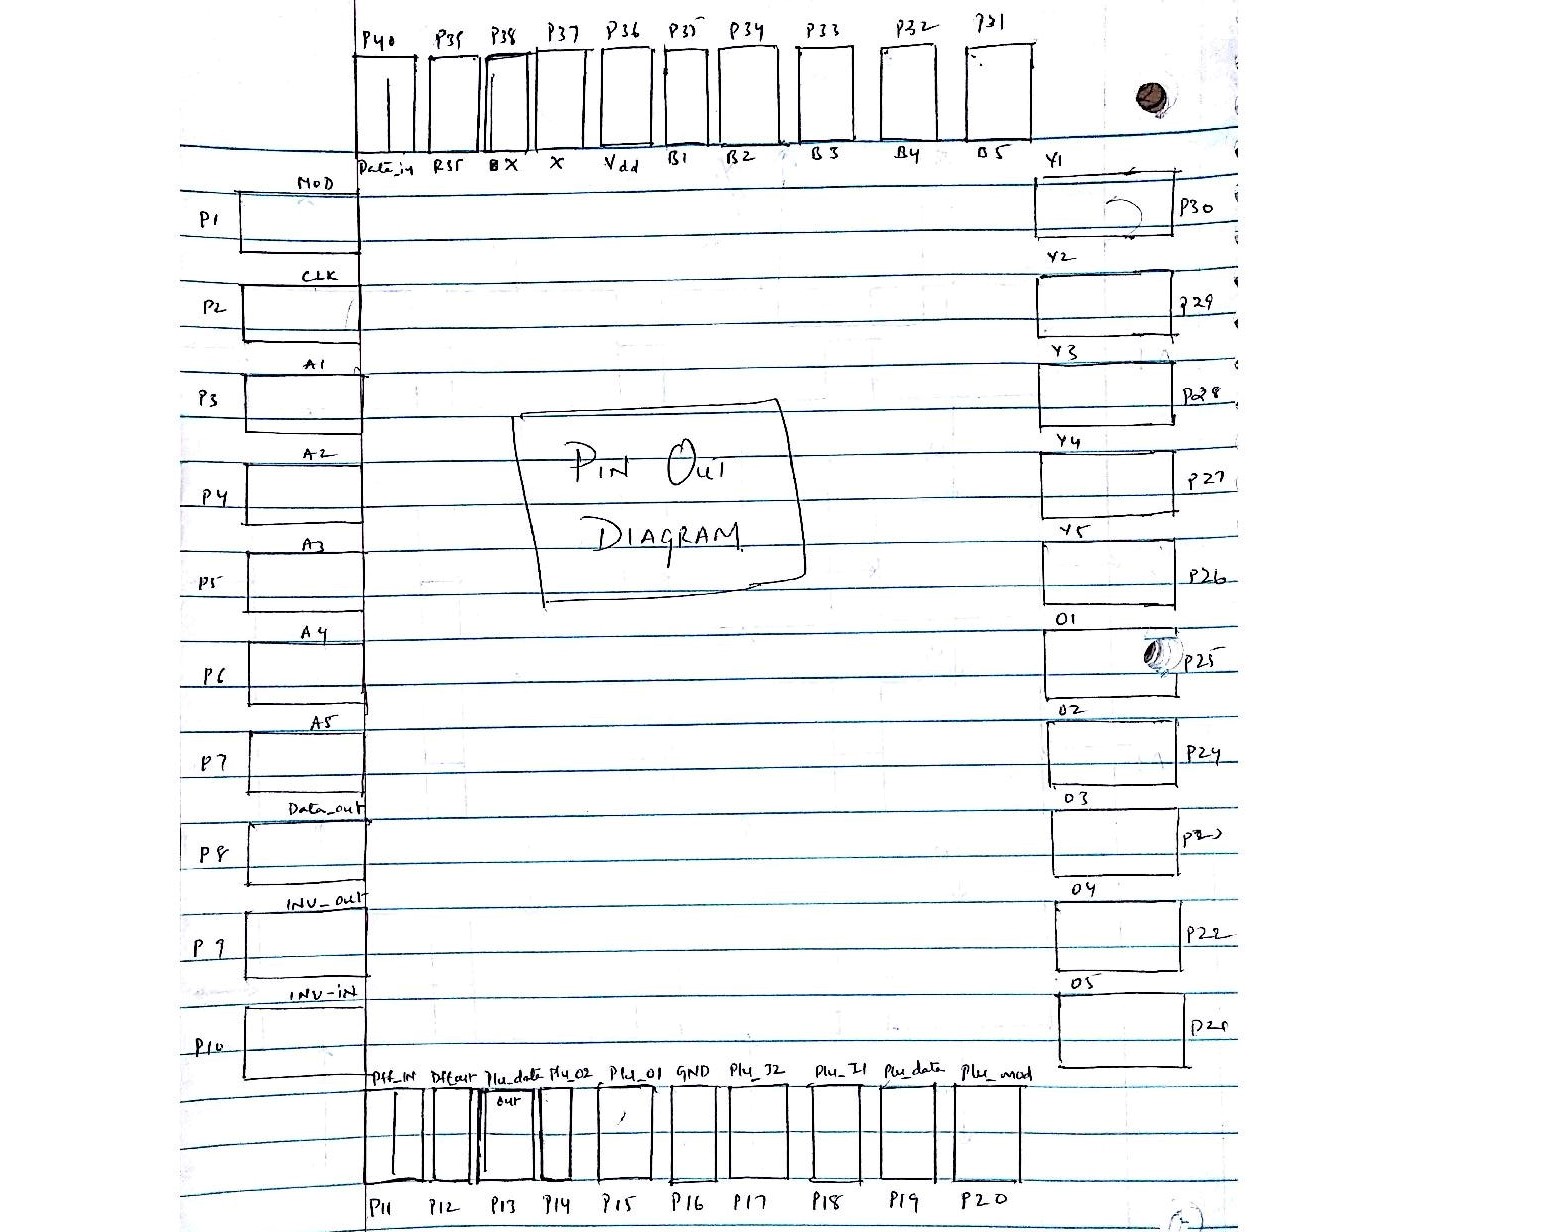 P40 P39 P38 P37 P36 P35 P34 P33 P32 P31
Data_in RST BX X Vdd B1 B2 B3 B4 B5
MOD Y1
P1 P30
CLK Y2
P2 P29
A1 Y3
P3 P28
A2 Y4
P4 P27
A3 Y5
P5 P26
A4 O1
P6 P25
A5 O2
P7 P24
Data_out O3
P8 P23
INV_out O4
P9 P22
INV-IN O5
P10 P21
PIN OUT
DIAGRAM
Dff_IN Dff_out Plu_data Plu_O2 Plu_O1 GND Plu_I2 Plu_I1 Plu_data Plu_mod
out
P11 P12 P13 P14 P15 P16 P17 P18 P19 P20